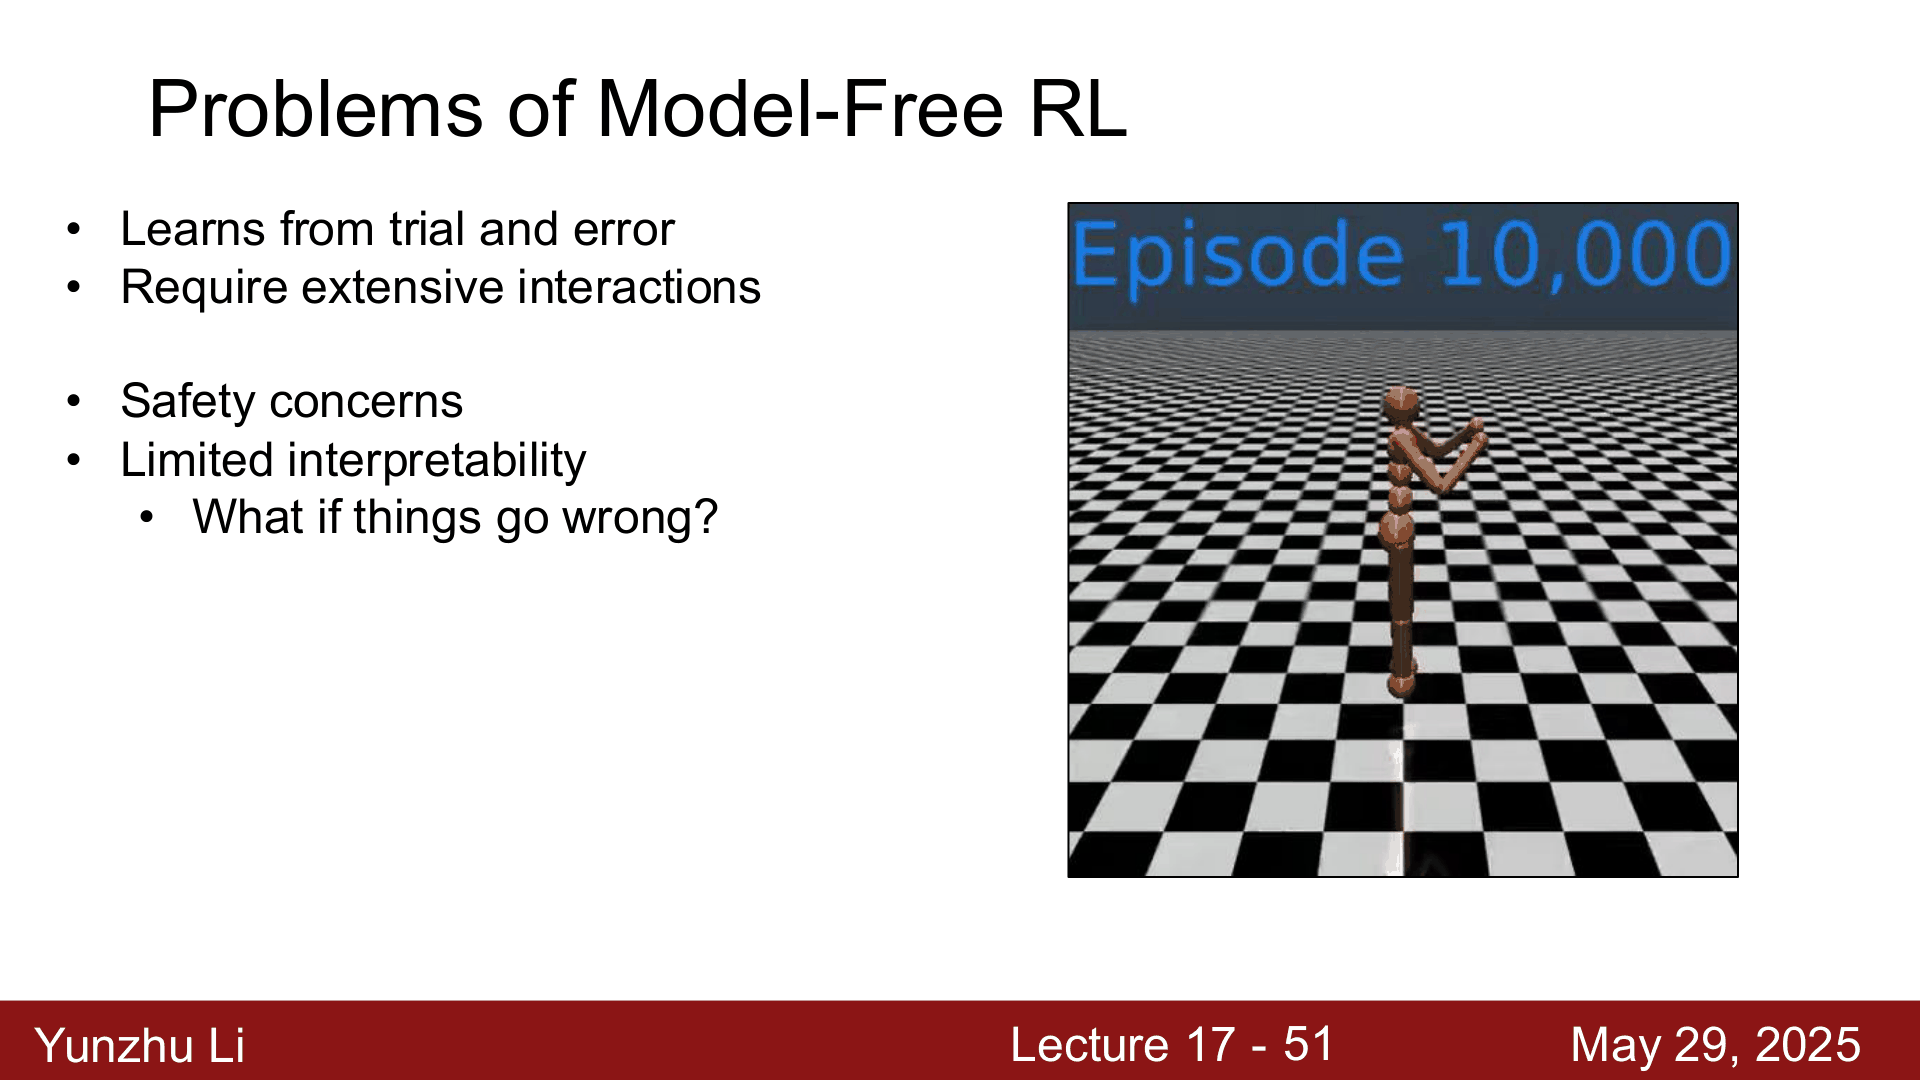 Problems of Model-Free RL
• Learns from trial and error
• Require extensive interactions
• Safety concerns
• Limited interpretability
• What if things go wrong?
Episode 10,000
Yunzhu Li
Lecture 17 - 51
May 29, 2025